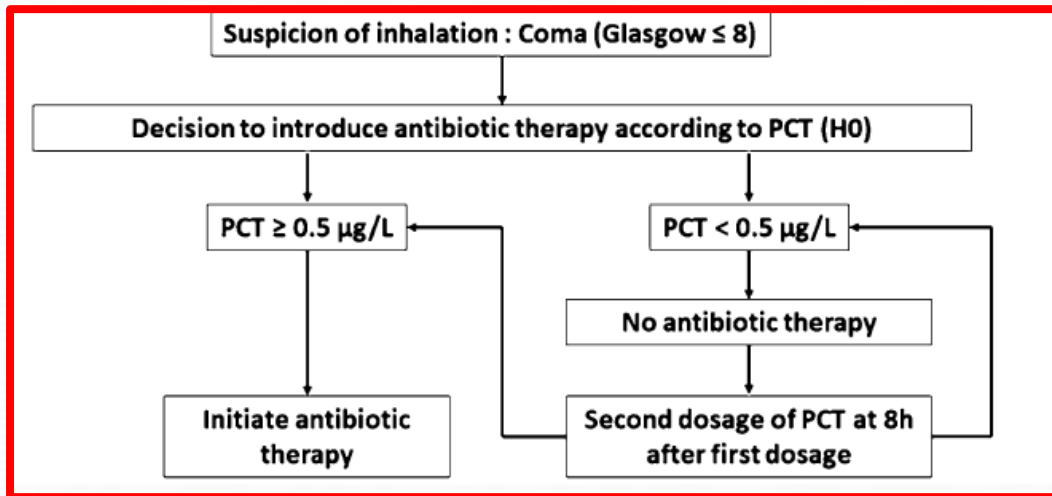 Suspicion of inhalation : Coma (Glasgow ≤ 8)
Decision to introduce antibiotic therapy according to PCT (H0)
PCT ≥ 0.5 µg/L
PCT < 0.5 µg/L
No antibiotic therapy
Initiate antibiotic
therapy
Second dosage of PCT at 8h
after first dosage